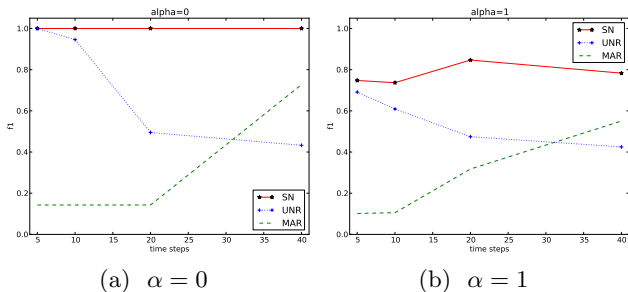 alpha=0
f1
1.0
0.8
0.6
0.4
0.2
0.0
5
10
15
20
25
30
35
40
time steps
SN
UNR
MAR
(a) α = 0
alpha=1
f1
1.0
0.8
0.6
0.4
0.2
0.0
5
10
15
20
25
30
35
40
time steps
SN
UNR
MAR
(b) α = 1